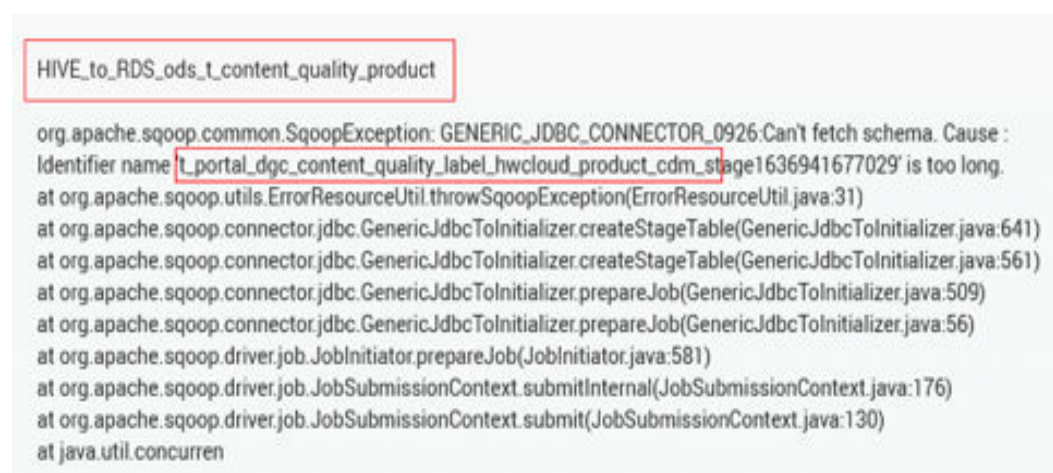 HIVE_to_RDS_ods_t_content_quality_product
org.apache.sqoop.common.SqoopException: GENERIC_JDBC_CONNECTOR_0926:Can't fetch schema. Cause :
Identifier name 't_portal_dgc_content_quality_label_hwcloud_product_cdm_stage1636941677029' is too long.
at org.apache.sqoop.utils.ErrorResourceUtil.throwSqoopException(ErrorResourceUtil.java:31)
at org.apache.sqoop.connector.jdbc.GenericJdbcToInitializer.createStageTable(GenericJdbcToInitializer.java:641)
at org.apache.sqoop.connector.jdbc.GenericJdbcToInitializer.createStageTable(GenericJdbcToInitializer.java:561)
at org.apache.sqoop.connector.jdbc.GenericJdbcToInitializer.prepareJob(GenericJdbcToInitializer.java:509)
at org.apache.sqoop.connector.jdbc.GenericJdbcToInitializer.prepareJob(GenericJdbcToInitializer.java:56)
at org.apache.sqoop.driver.job.JobInitiator.prepareJob(JobInitiator.java:581)
at org.apache.sqoop.driver.job.JobSubmissionContext.submitInternal(JobSubmissionContext.java:176)
at org.apache.sqoop.driver.job.JobSubmissionContext.submit(JobSubmissionContext.java:130)
at java.util.concurren